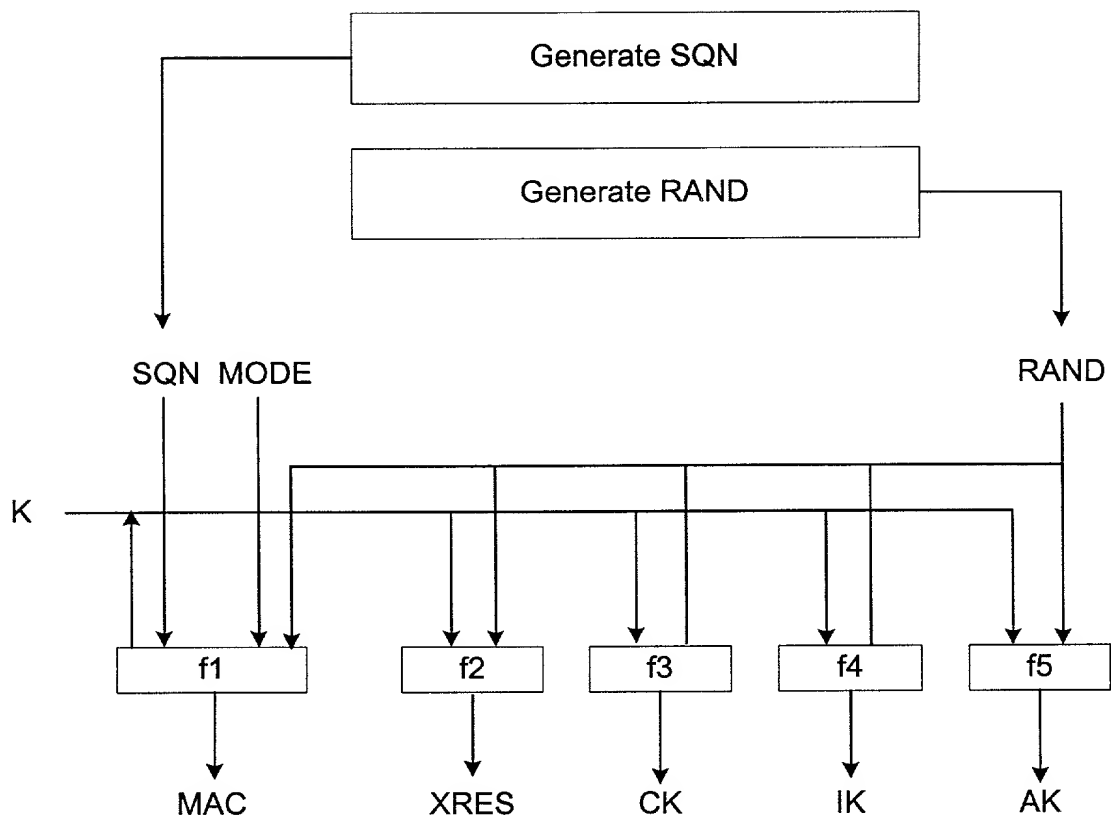 Generate SQN
Generate RAND
SQN MODE
RAND
K
f1
f2
f3
f4
f5
MAC
XRES
CK
IK
AK